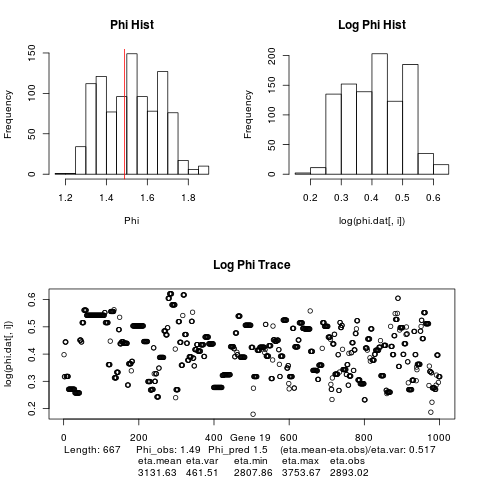 Phi Hist
Log Phi Hist
Frequency
0 50 100 150
1.2 1.4 1.6 1.8
Phi
Frequency
0 50 100 150 200
0.2 0.3 0.4 0.5 0.6
log(phi.dat[, i])
Log Phi Trace
log(phi.dat[, i])
0.2 0.3 0.4 0.5 0.6
0 200 400 600 800 1000
Gene 19
Length: 667 Phi_obs: 1.49 Phi_pred 1.5 (eta.mean-eta.obs)/eta.var: 0.517
eta.mean eta.var eta.min eta.max eta.obs
3131.63 461.51 2807.86 3753.67 2893.02